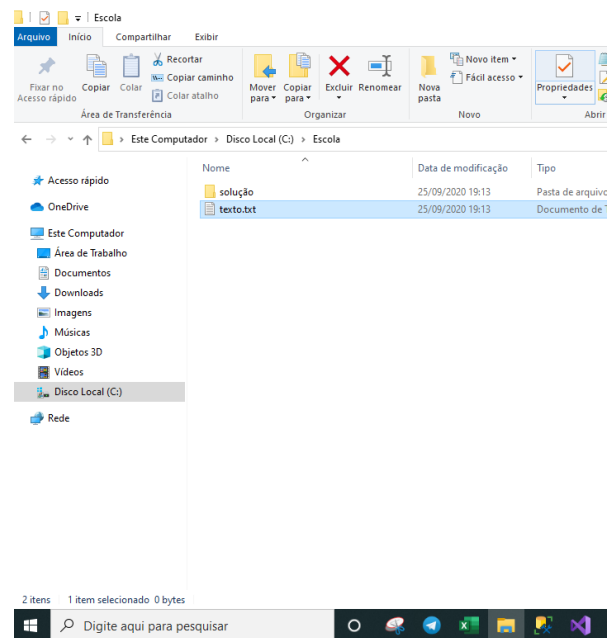 Escola
Arquivo Início Compartilhar Exibir
Fixar no
Acesso rápido
Copiar
Colar
Recortar
Copiar caminho
Colar atalho
Mover
para
Copiar
para
Excluir
Renomear
Nova
pasta
Novo item
Fácil acesso
Propriedades
Área de Transferência Organizar Novo Abrir
Este Computador > Disco Local (C:) > Escola
Nome Data de modificação Tipo
solução 25/09/2020 19:13 Pasta de arquivo
texto.txt 25/09/2020 19:13 Documento de T
Acesso rápido
OneDrive
Este Computador
Área de Trabalho
Documentos
Downloads
Imagens
Músicas
Objetos 3D
Vídeos
Disco Local (C:)
Rede
2 itens 1 item selecionado 0 bytes
Digite aqui para pesquisar